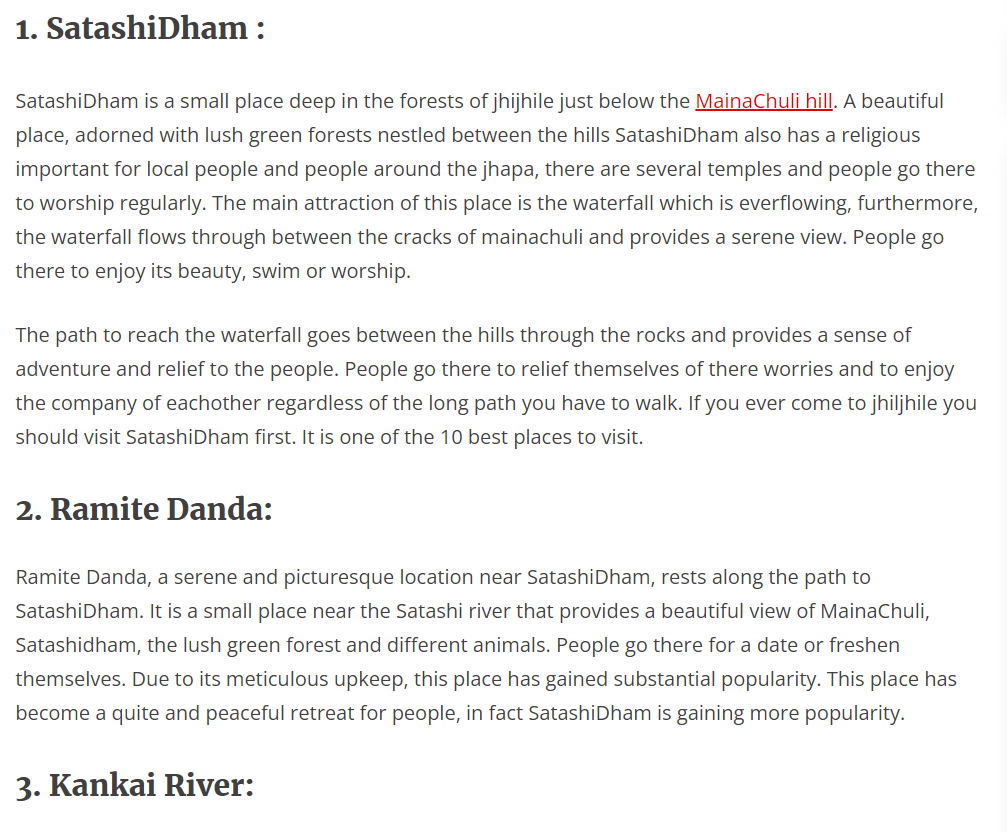 1. SatashiDham :
SatashiDham is a small place deep in the forests of jhijhile just below the MainaChuli hill. A beautiful
place, adorned with lush green forests nestled between the hills SatashiDham also has a religious
important for local people and people around the jhapa, there are several temples and people go there
to worship regularly. The main attraction of this place is the waterfall which is everflowing, furthermore,
the waterfall flows through between the cracks of mainachuli and provides a serene view. People go
there to enjoy its beauty, swim or worship.
The path to reach the waterfall goes between the hills through the rocks and provides a sense of
adventure and relief to the people. People go there to relief themselves of there worries and to enjoy
the company of eachother regardless of the long path you have to walk. If you ever come to jhiljhile you
should visit SatashiDham first. It is one of the 10 best places to visit.
2. Ramite Danda:
Ramite Danda, a serene and picturesque location near SatashiDham, rests along the path to
SatashiDham. It is a small place near the Satashi river that provides a beautiful view of MainaChuli,
Satashidham, the lush green forest and different animals. People go there for a date or freshen
themselves. Due to its meticulous upkeep, this place has gained substantial popularity. This place has
become a quite and peaceful retreat for people, in fact SatashiDham is gaining more popularity.
3. Kankai River: